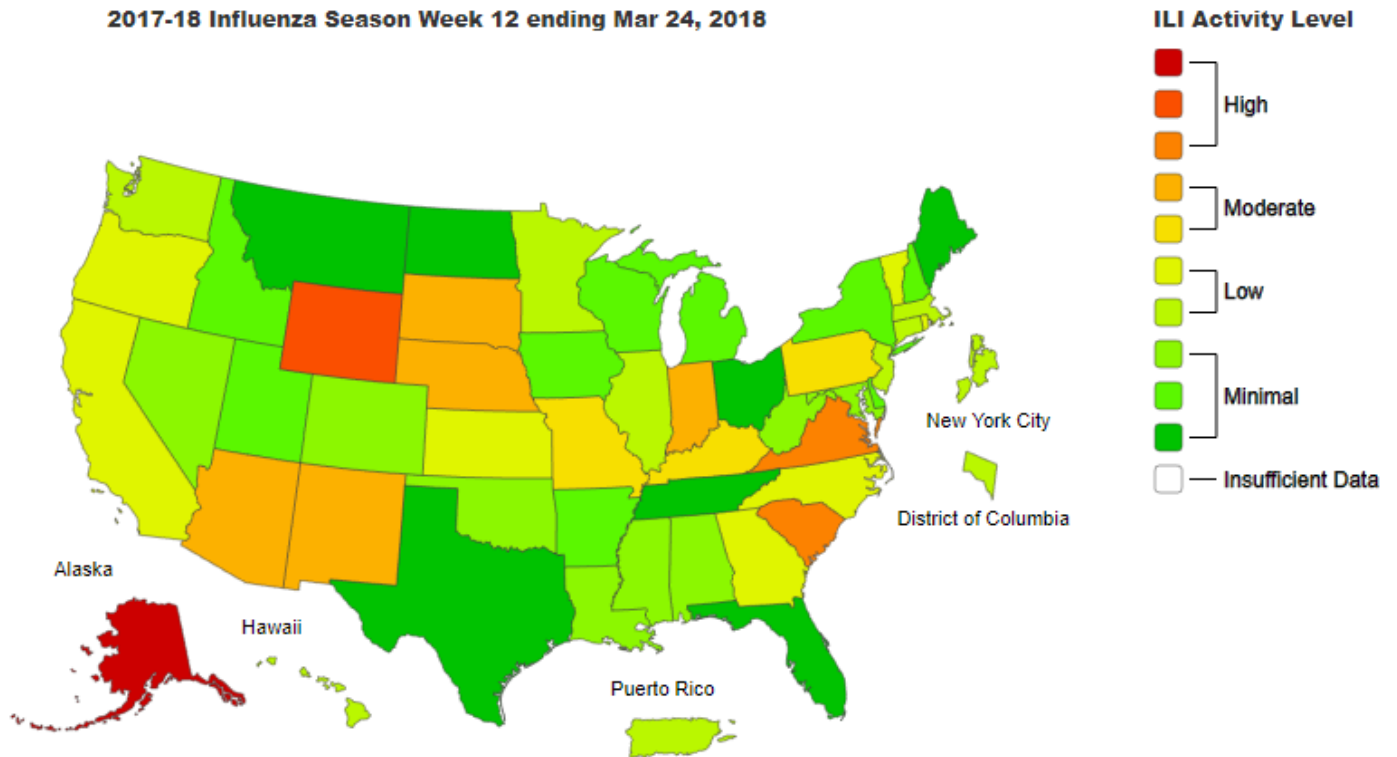 2017-18 Influenza Season Week 12 ending Mar 24, 2018
ILI Activity Level
High
Moderate
Low
Minimal
Insufficient Data
New York City
District of Columbia
Alaska
Hawaii
Puerto Rico